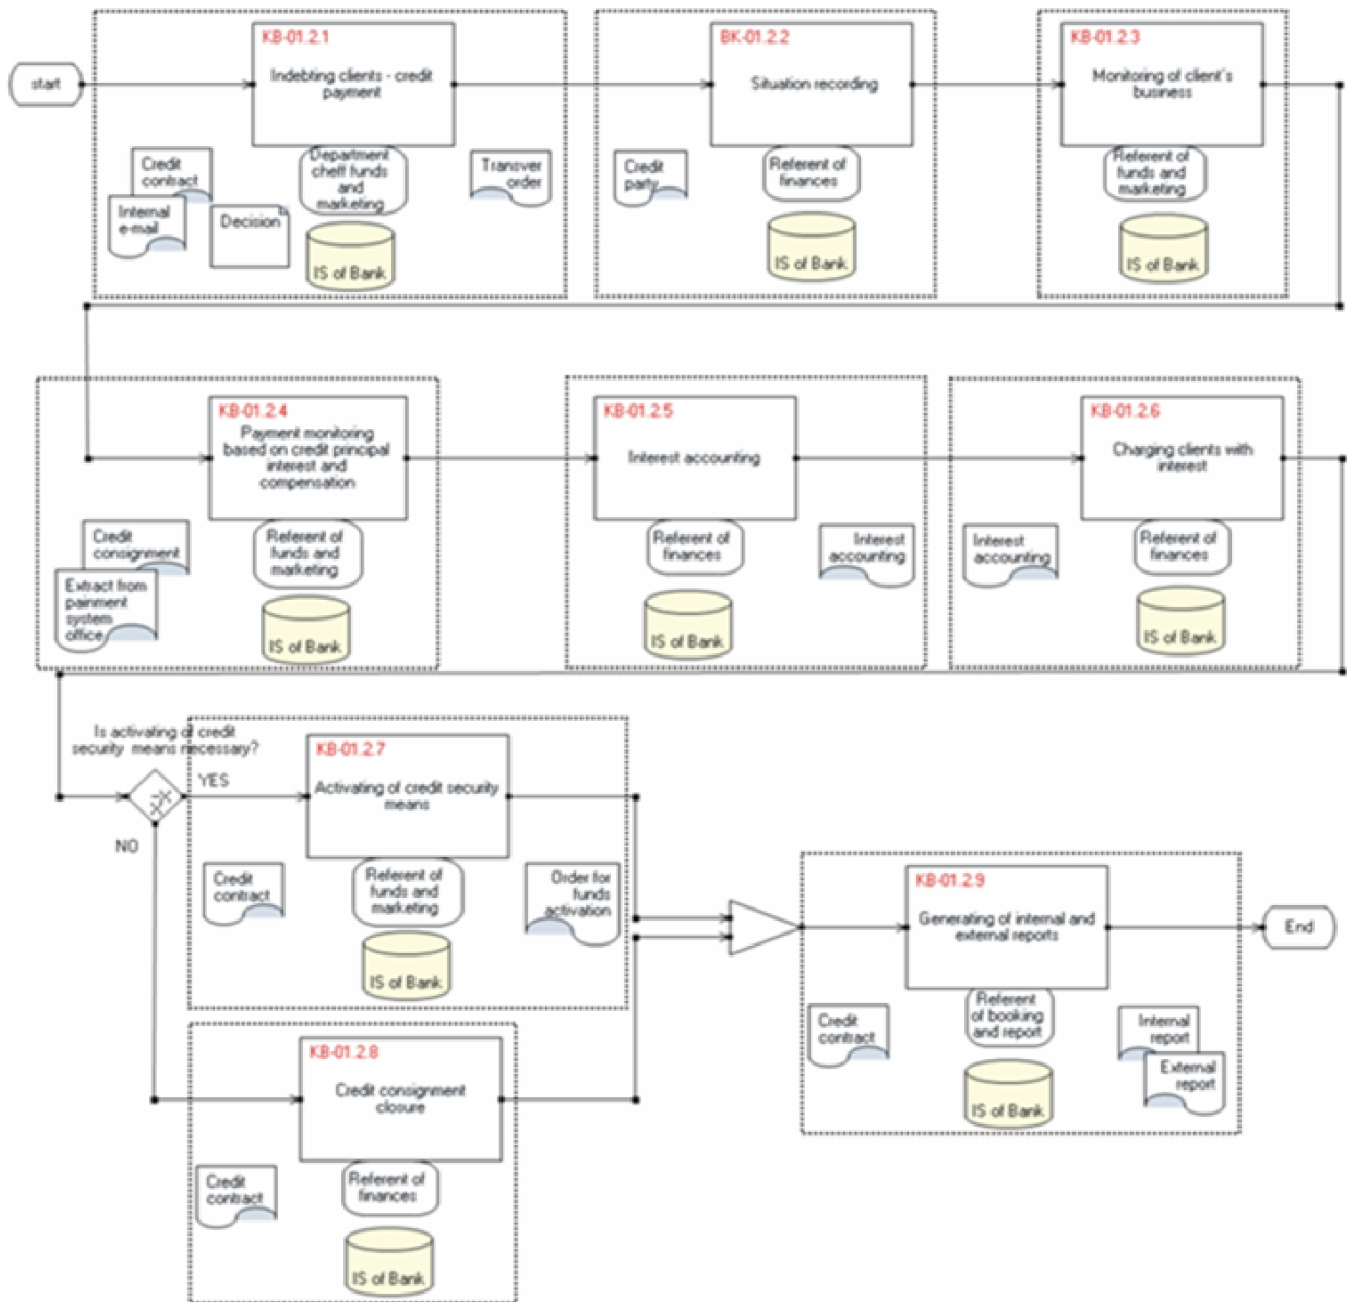 start
KB-01.2.1
Indebting clients - credit
payment
Credit
contract
Internal
e-mail
Decision
Department
cheff funds
and
marketing
IS of Bank
Transver
order
BK-01.2.2
Situation recording
Credit
party
Referent of
finances
IS of Bank
KB-01.2.3
Monitoring of client's
business
Referent of
funds and
marketing
IS of Bank
KB-01.2.4
Payment monitoring
based on credit principal
interest and
compensation
Credit
consignment
Extract from
painment
system
office
Referent of
funds and
marketing
IS of Bank
KB-01.2.5
Interest accounting
Referent of
finances
IS of Bank
Interest
accounting
KB-01.2.6
Charging clients with
interest
Interest
accounting
Referent of
finances
IS of Bank
Is activating of credit
security means necessary?
YES
NO
KB-01.2.7
Activating of credit security
means
Credit
contract
Referent of
funds and
marketing
IS of Bank
Order for
funds
activation
KB-01.2.8
Credit consignment
closure
Credit
contract
Referent of
finances
IS of Bank
KB-01.2.9
Generating of internal and
external reports
Credit
contract
Referent
of booking
and report
IS of Bank
Internal
report
External
report
End